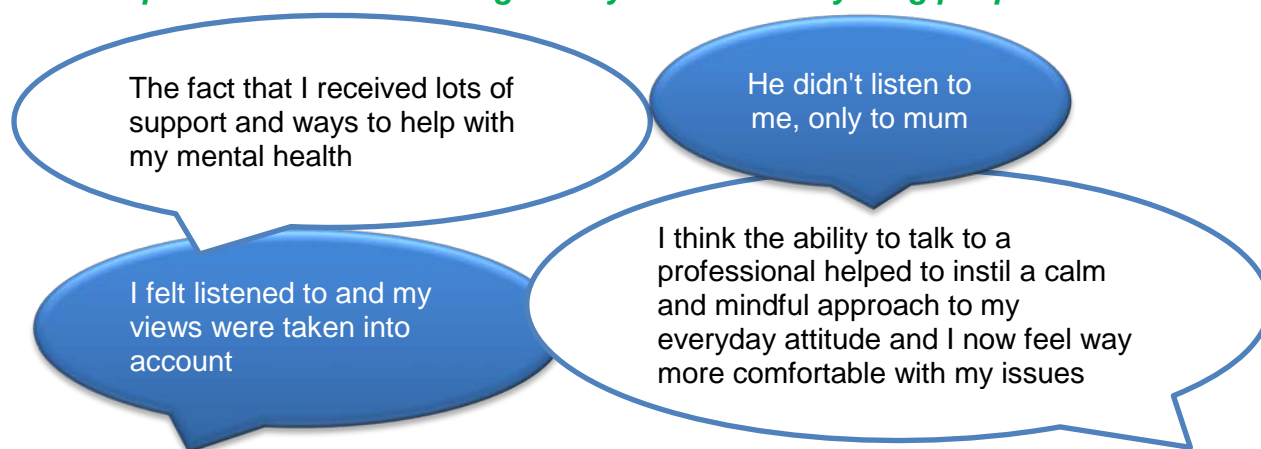 The fact that I received lots of
support and ways to help with
my mental health
He didn't listen to
me, only to mum
I felt listened to and my
views were taken into
account
I think the ability to talk to a
professional helped to instil a calm
and mindful approach to my
everyday attitude and I now feel way
more comfortable with my issues